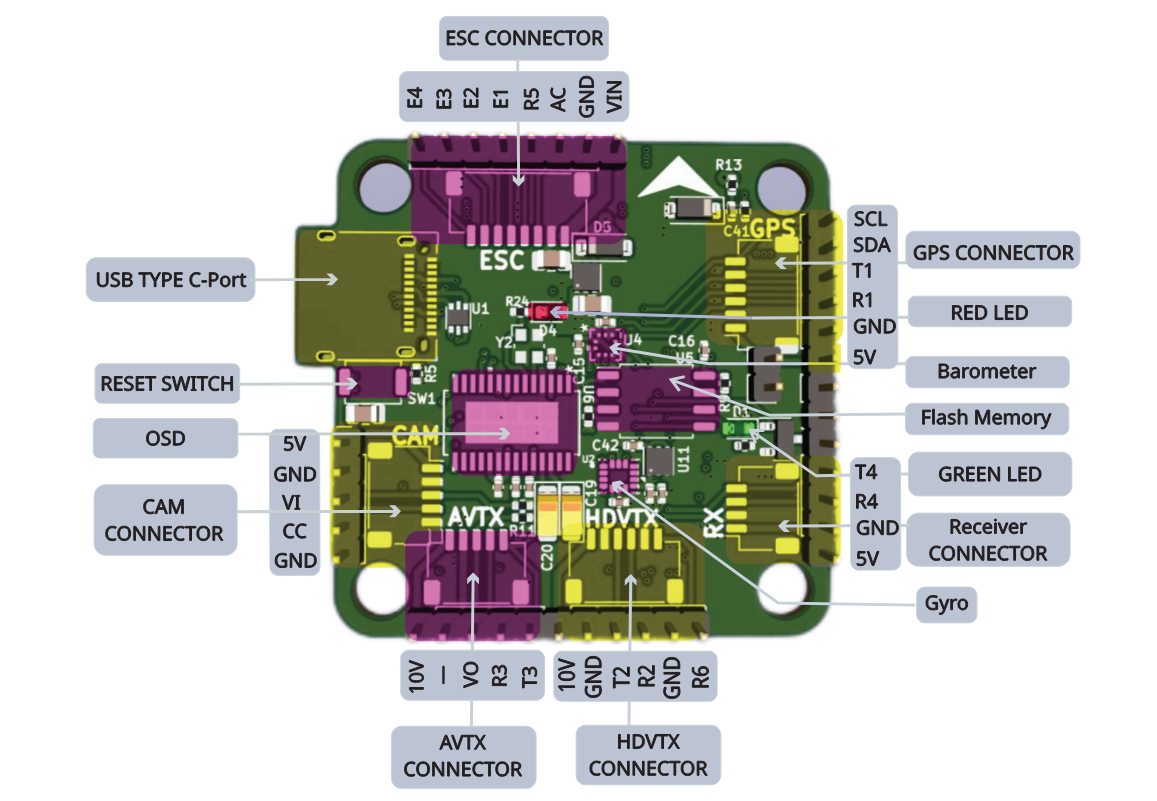 ESC CONNECTOR
E4
E3
E2
E1
R5
AC
GND
VIN
R13
C41
GPS
SCL
SDA
T1
R1
GND
5V
GPS CONNECTOR
D5
ESC
USB TYPE C-Port
R24
D4
U1
RED LED
Y2
U4
C16
U5
C15
Barometer
RESET SWITCH
R5
SW1
U6
R9
Flash Memory
OSD
CAM
D3
5V
GND
VI
CC
GND
CAM
CONNECTOR
C42
U2
U11
C19
GREEN LED
T4
R4
GND
5V
Receiver
CONNECTOR
AVTX
R11
C20
HDVTX
RX
Gyro
10V
—
VO
R3
T3
10V
GND
T2
R2
GND
R6
AVTX
CONNECTOR
HDVTX
CONNECTOR